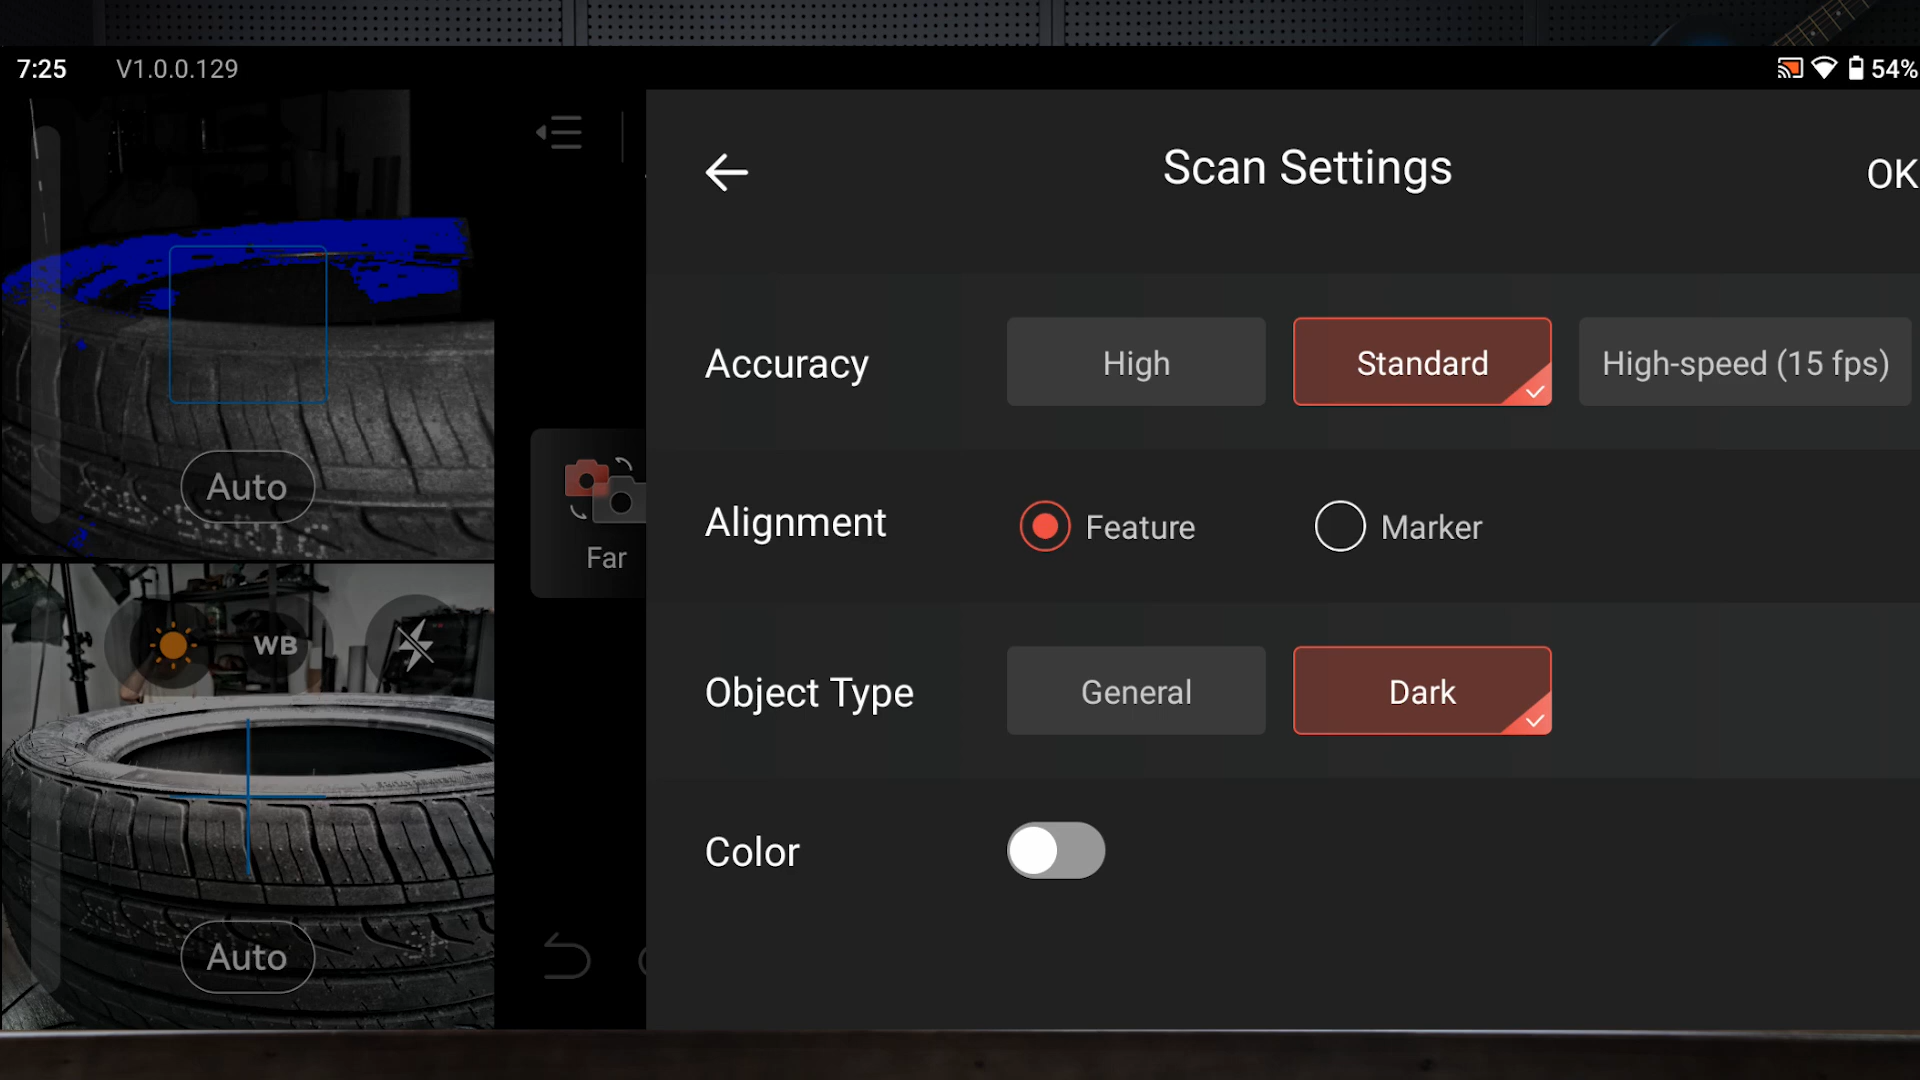 7:25 V1.0.0.129 54%
Scan Settings
OK
Accuracy High Standard High-speed (15 fps)
Alignment Feature Marker
Object Type General Dark
Color
Auto
Far
WB
Auto